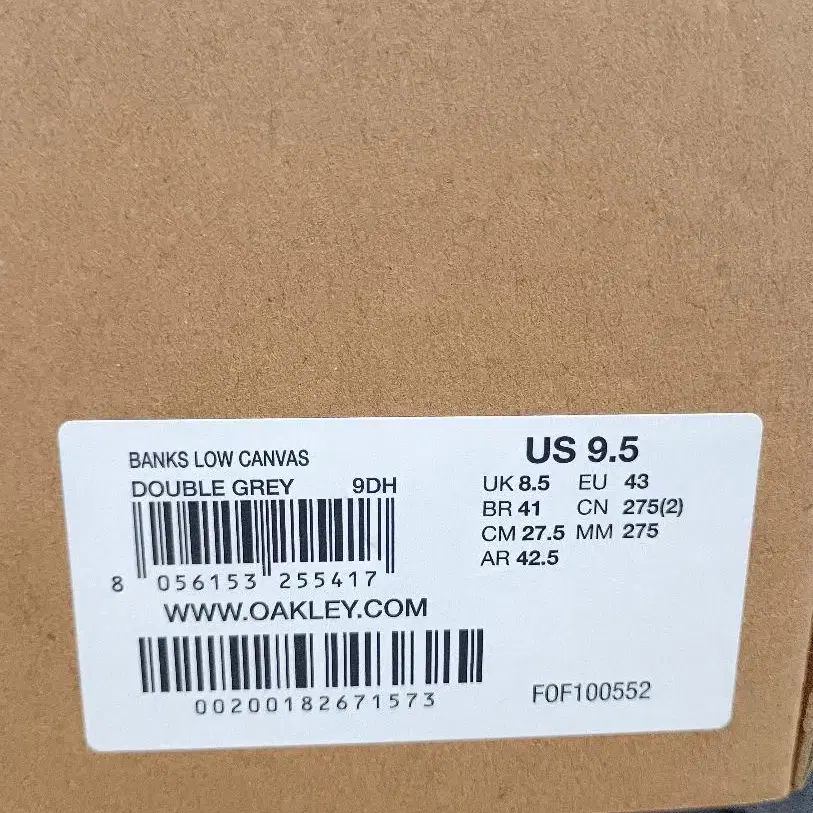 BANKS LOW CANVAS
DOUBLE GREY 9DH
8 056153 255417
WWW.OAKLEY.COM
00200182671573
US 9.5
UK 8.5 EU 43
BR 41 CN 275(2)
CM 27.5 MM 275
AR 42.5
FOF100552